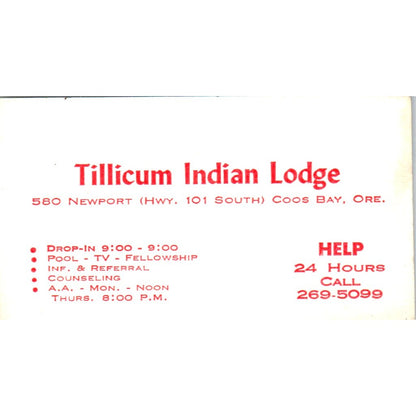 Tillicum Indian Lodge
580 Newport (Hwy. 101 South) Coos Bay, Ore.
• Drop-In 9:00 - 9:00
• Pool - TV - Fellowship
• Inf. & Referral
• Counseling
• A.A. - Mon. - Noon
Thurs. 8:00 P.M.
HELP
24 Hours
Call
269-5099